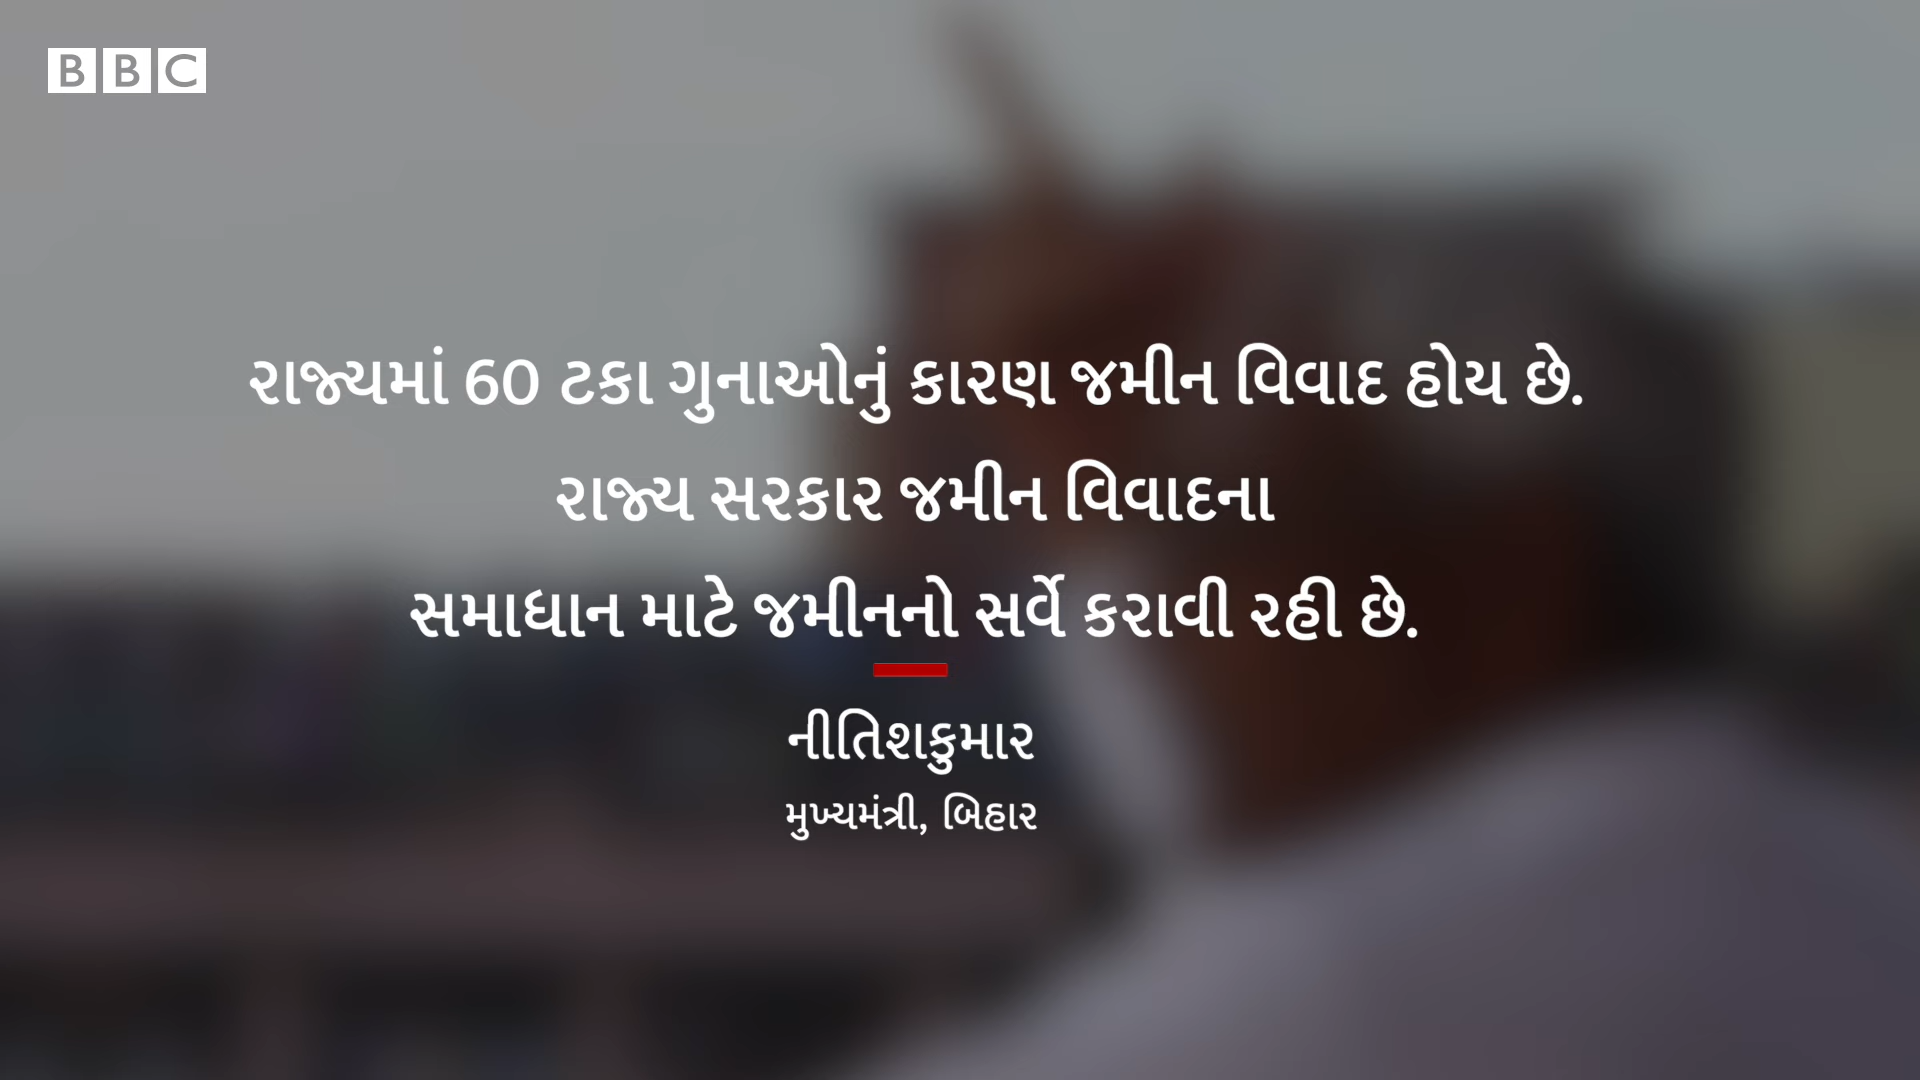 BBC
રાજ્યમાં 60 ટકા ગુનાઓનું કારણ જમીન વિવાદ હોય છે.
રાજ્ય સરકાર જમીન વિવાદના
સમાધાન માટે જમીનનો સર્વે કરાવી રહી છે.
નીતિશકુમાર
મુખ્યમંત્રી, બિહાર